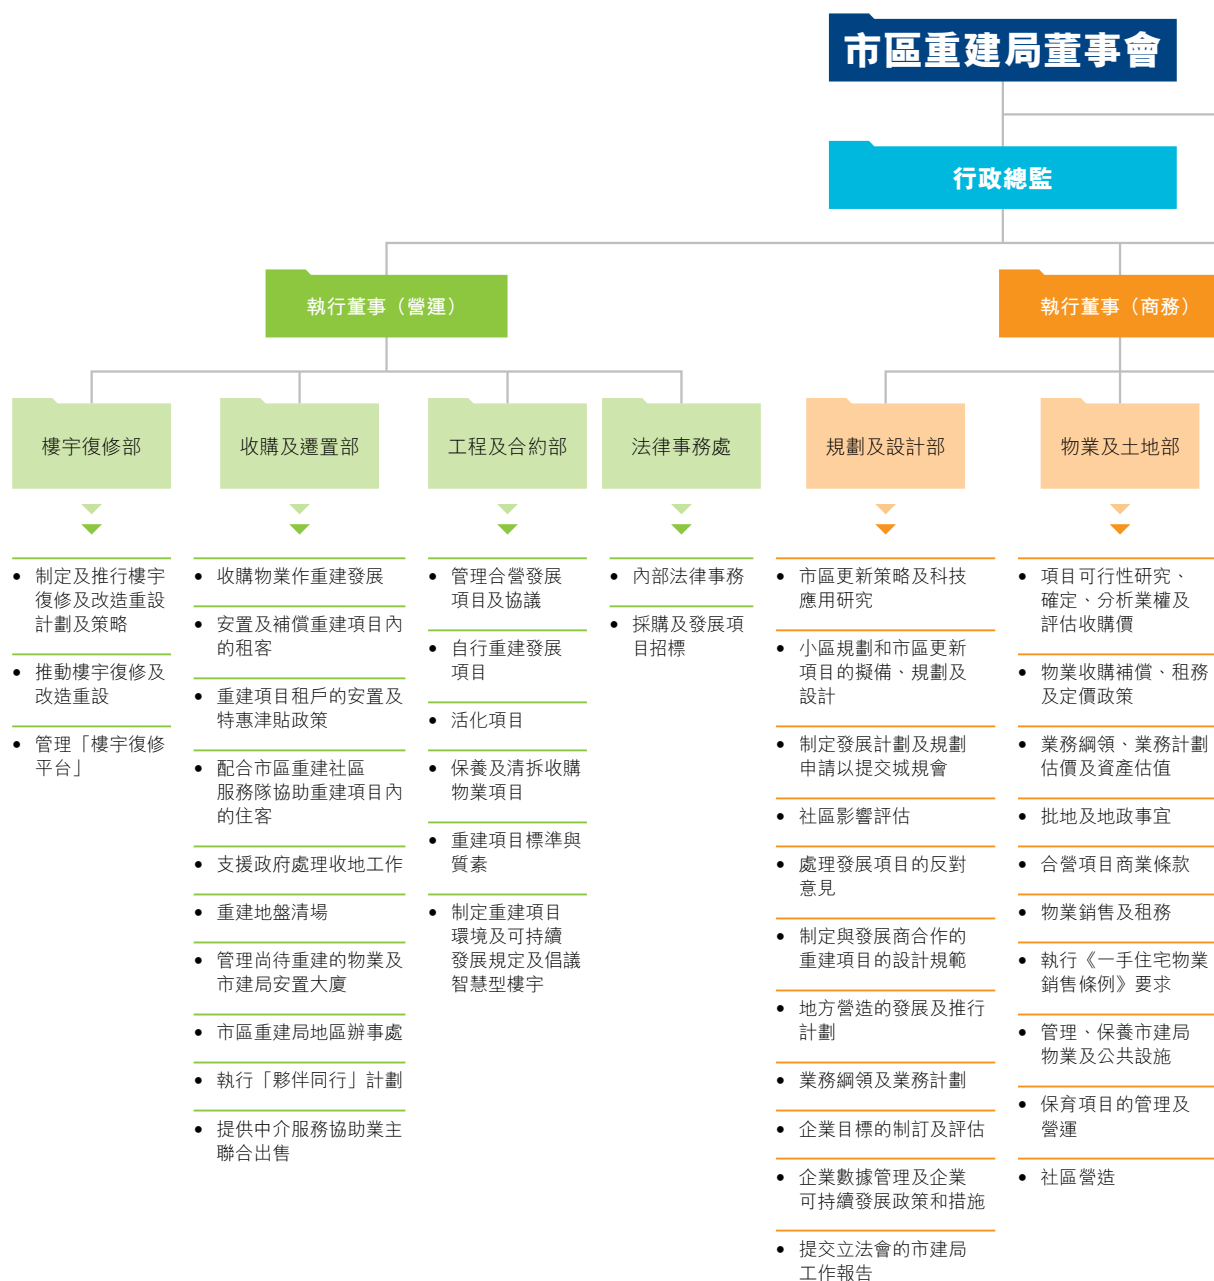 市區重建局董事會
行政總監
執行董事（營運）
執行董事（商務）
樓宇復修部
收購及遷置部
工程及合約部
法律事務處
規劃及設計部
物業及土地部
• 制定及推行樓宇
復修及改造重設
計劃及策略
• 推動樓宇復修及
改造重設
• 管理「樓宇復修
平台」
• 收購物業作重建發展
• 安置及補償重建項目內
的租客
• 重建項目租戶的安置及
特惠津貼政策
• 配合市區重建社區
服務隊協助重建項目內
的住客
• 支援政府處理收地工作
• 重建地盤清場
• 管理尚待重建的物業及
市建局安置大廈
• 市區重建局地區辦事處
• 執行「夥伴同行」計劃
• 提供中介服務協助業主
聯合出售
• 管理合營發展
項目及協議
• 自行重建發展
項目
• 活化項目
• 保養及清拆收購
物業項目
• 重建項目標準與
質素
• 制定重建項目
環境及可持續
發展規定及倡議
智慧型樓宇
• 內部法律事務
• 採購及發展項
目招標
• 市區更新策略及科技
應用研究
• 小區規劃和市區更新
項目的擬備、規劃及
設計
• 制定發展計劃及規劃
申請以提交城規會
• 社區影響評估
• 處理發展項目的反對
意見
• 制定與發展商合作的
重建項目的設計規範
• 地方營造的發展及推行
計劃
• 業務綱領及業務計劃
• 企業目標的制訂及評估
• 企業數據管理及企業
可持續發展政策和措施
• 提交立法會的市建局
工作報告
• 項目可行性研究、
確定、分析業權及
評估收購價
• 物業收購補償、租務
及定價政策
• 業務綱領、業務計劃
估價及資產估值
• 批地及地政事宜
• 合營項目商業條款
• 物業銷售及租務
• 執行《一手住宅物業
銷售條例》要求
• 管理、保養市建局
物業及公共設施
• 保育項目的管理及
營運
• 社區營造